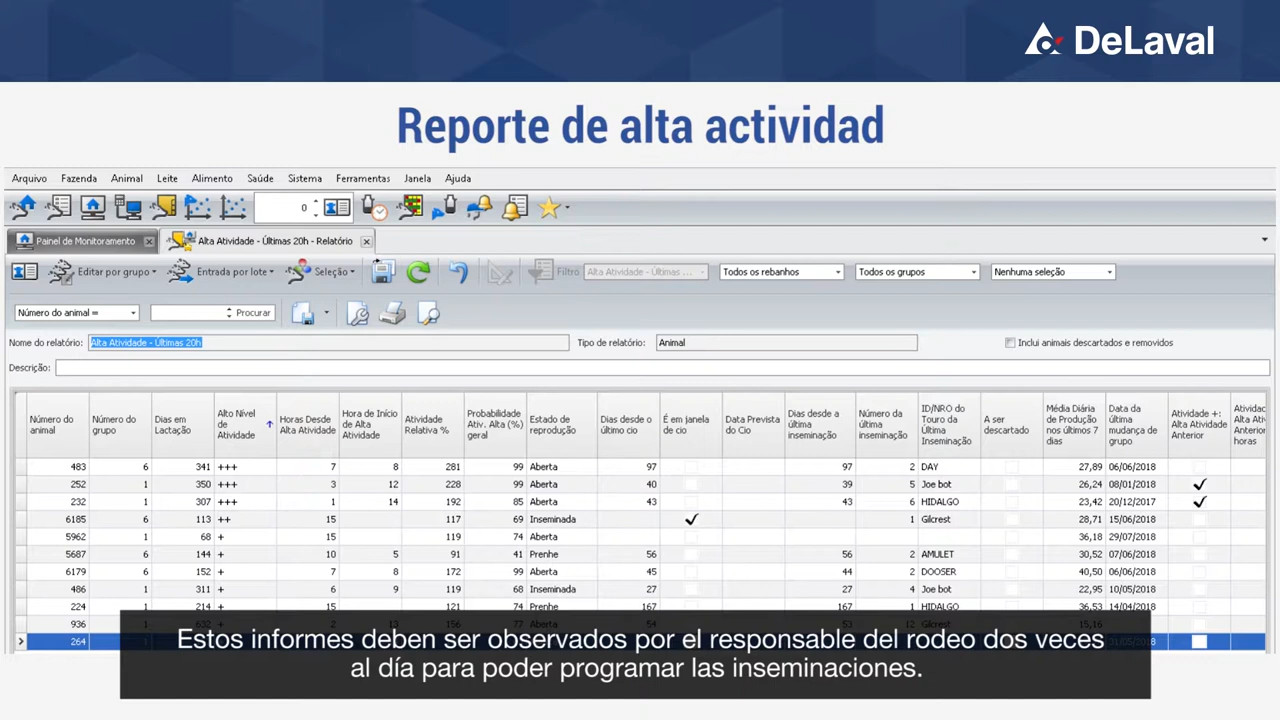 DeLaval
Reporte de alta actividad
Arquivo Fazenda Animal Leite Alimento Saúde Sistema Ferramentas Janela Ajuda
0
Painel de Monitoramento Alta Atividade - Últimas 20h - Relatório
Editar por grupo Entrada por lote Seleção Filtro Alta Atividade - Últimas ... Todos os rebanhos Todos os grupos Nenhuma seleção
Número do animal = Procurar
Nome do relatório: Alta Atividade - Últimas 20h Tipo de relatório: Animal Inclui animais descartados e removidos
Descrição:
Número do animal Número do grupo Dias em Lactação Alto Nível de Atividade Horas Desde Alta Atividade Hora de Início de Alta Atividade Atividade Relativa % Probabilidade Ativ. Alta (%) geral Estado de reprodução Dias desde o último cio É em janela de cio Data Prevista do Cio Dias desde a última inseminação Número da última inseminação ID/NRO do Touro da Última Inseminação A ser descartado Média Diária de Produção nos últimos 7 dias Data da última mudança de grupo Atividade +: Alta Atividade Anterior Atividad Alta Ativ Anterior horas
483 6 341 +++ 7 8 281 99 Aberta 97 97 2 DAY 27,89 06/06/2018
252 1 350 +++ 3 12 228 99 Aberta 40 39 5 Joe bot 26,24 08/01/2018
232 1 307 +++ 1 14 192 85 Aberta 43 43 6 HIDALGO 23,42 20/12/2017
6185 6 113 ++ 15 117 69 Inseminada 1 Gilcrest 28,71 15/06/2018
5962 1 68 + 15 119 74 Aberta 36,18 29/07/2018
5687 6 144 + 10 5 91 41 Prenhe 56 56 2 AMULET 30,52 07/06/2018
6179 6 152 + 7 8 172 99 Aberta 45 44 2 DOOSER 40,50 06/06/2018
486 1 311 + 6 9 119 68 Inseminada 27 27 4 Joe bot 22,95 10/05/2018
224 1 214 + 15 121 74 Prenhe 167 167 1 HIDALGO 36,53 14/04/2018
936
264
Estos informes deben ser observados por el responsable del rodeo dos veces
al día para poder programar las inseminaciones.